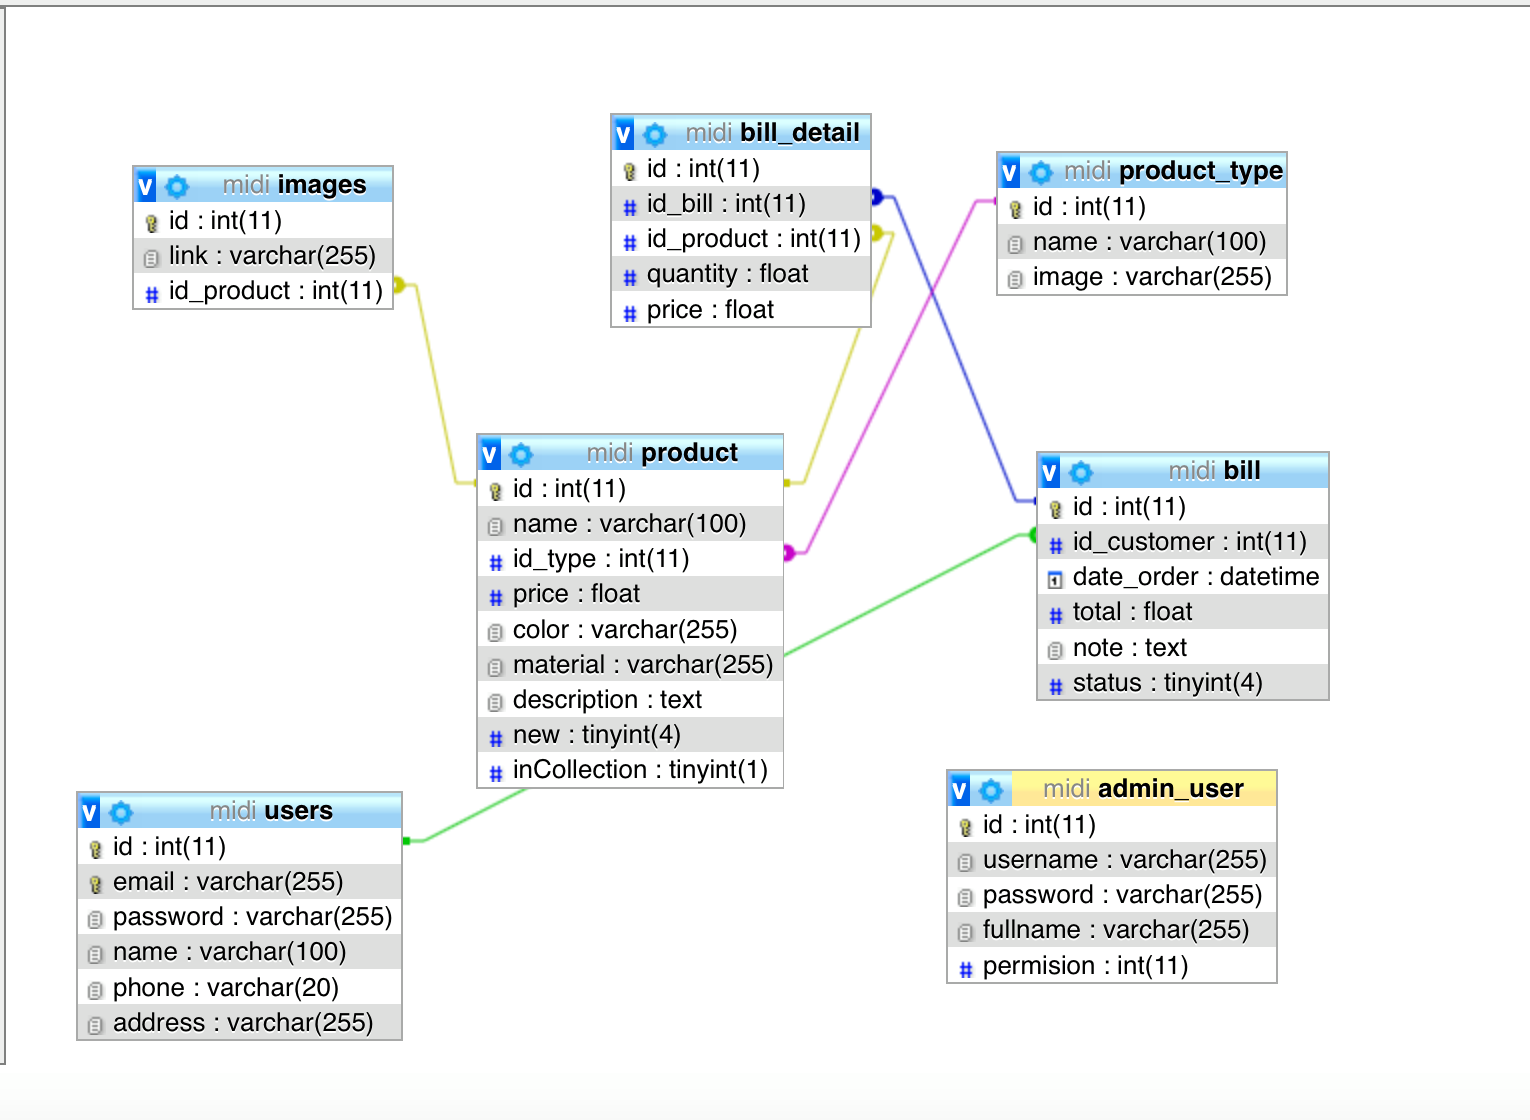 v midi images
id : int(11)
link : varchar(255)
id_product : int(11)
v midi bill_detail
id : int(11)
id_bill : int(11)
id_product : int(11)
quantity : float
price : float
v midi product_type
id : int(11)
name : varchar(100)
image : varchar(255)
v midi product
id : int(11)
name : varchar(100)
id_type : int(11)
price : float
color : varchar(255)
material : varchar(255)
description : text
new : tinyint(4)
inCollection : tinyint(1)
v midi bill
id : int(11)
id_customer : int(11)
date_order : datetime
total : float
note : text
status : tinyint(4)
v midi users
id : int(11)
email : varchar(255)
password : varchar(255)
name : varchar(100)
phone : varchar(20)
address : varchar(255)
v midi admin_user
id : int(11)
username : varchar(255)
password : varchar(255)
fullname : varchar(255)
permision : int(11)